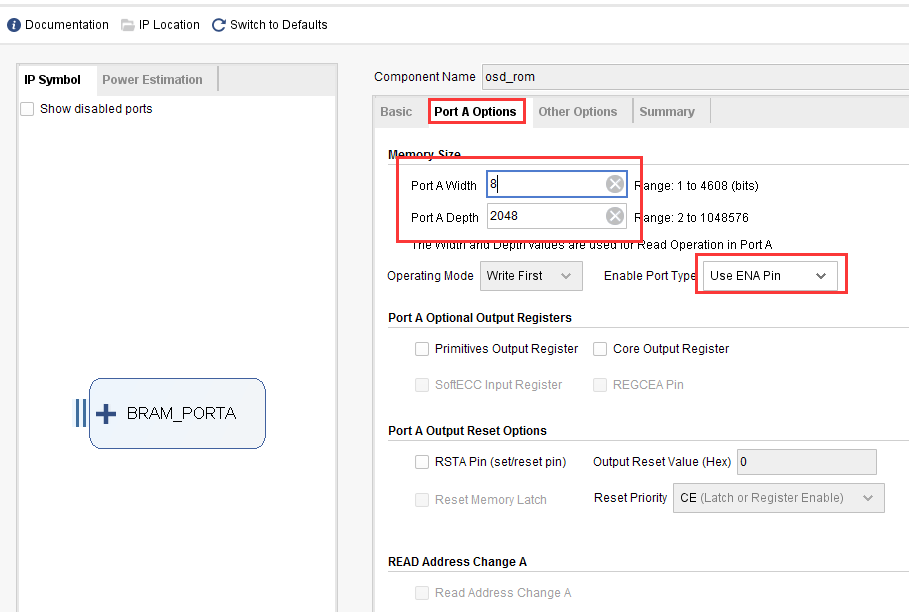 Documentation IP Location Switch to Defaults
IP Symbol Power Estimation
Show disabled ports
BRAM_PORTA
Component Name osd_rom
Basic Port A Options Other Options Summary
Memory Size
Port A Width 8 Range: 1 to 4608 (bits)
Port A Depth 2048 Range: 2 to 1048576
The Width and Depth values are used for Read Operation in Port A
Operating Mode Write First Enable Port Type Use ENA Pin
Port A Optional Output Registers
Primitives Output Register Core Output Register
SoftECC Input Register REGCEA Pin
Port A Output Reset Options
RSTA Pin (set/reset pin) Output Reset Value (Hex) 0
Reset Memory Latch Reset Priority CE (Latch or Register Enable)
READ Address Change A
Read Address Change A